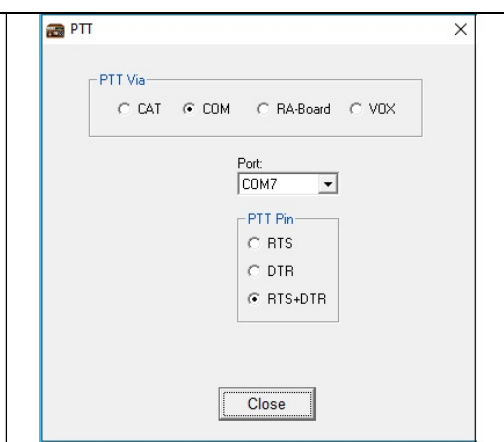 PTT
PTT Via
CAT COM RA-Board VOX
Port:
COM7
PTT Pin
RTS
DTR
RTS+DTR
Close